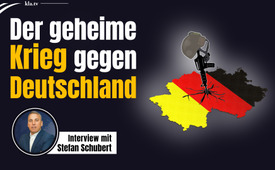 kla.tv
Der geheime
Krieg gegen
Deutschland
Interview mit
Stefan Schubert